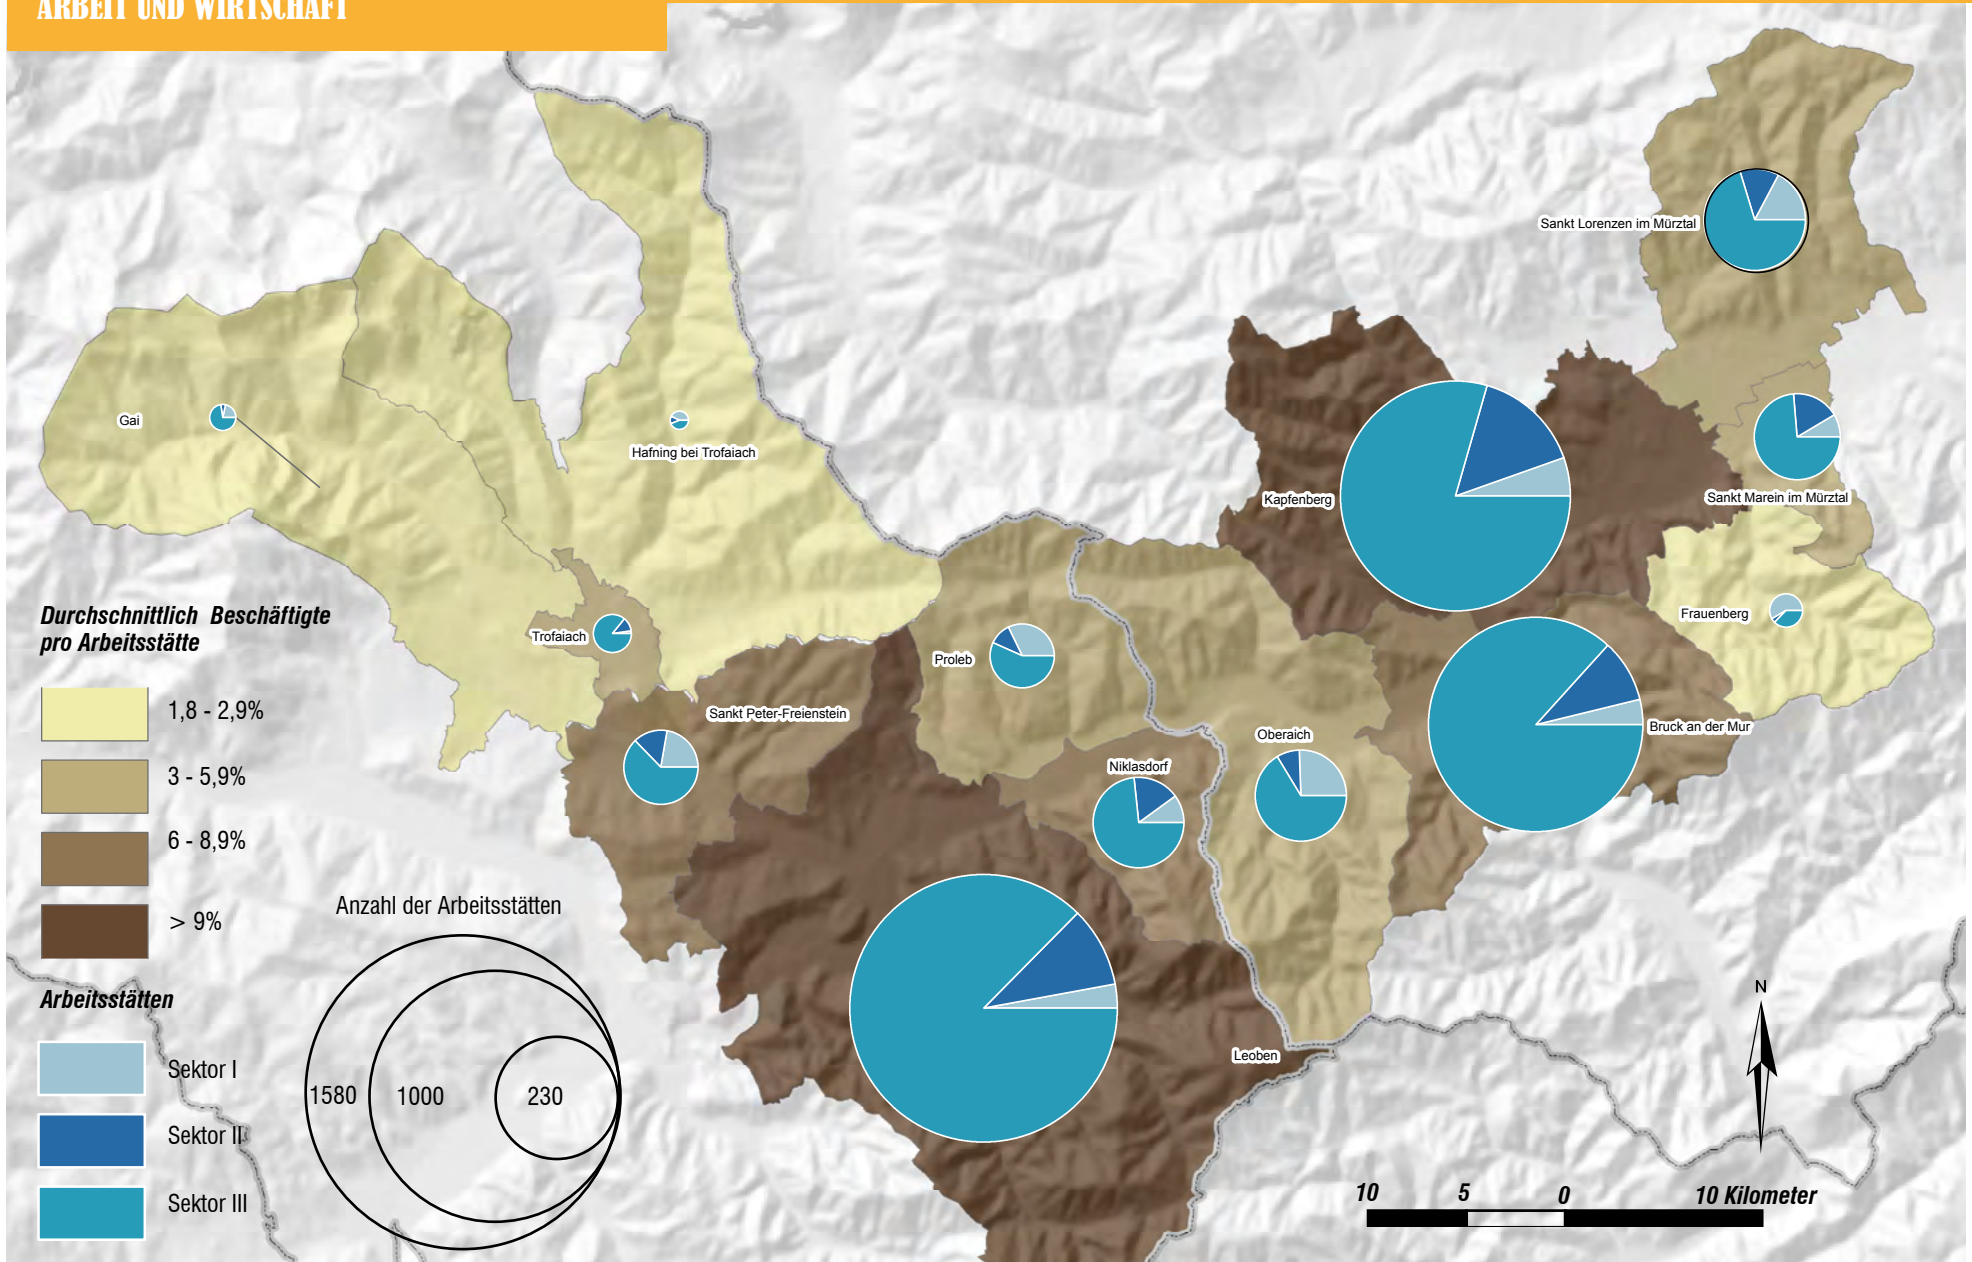 ARBEIT UND WIRTSCHAFT
Sankt Lorenzen im Mürztal
Gai
Hafning bei Trofaiach
Kapfenberg
Sankt Marein im Mürztal
Frauenberg
Trofaiach
Proleb
Sankt Peter-Freienstein
Bruck an der Mur
Oberaich
Niklasdorf
Leoben
Durchschnittlich Beschäftigte
pro Arbeitsstätte
1,8 - 2,9%
3 - 5,9%
6 - 8,9%
> 9%
Arbeitsstätten
Sektor I
Sektor II
Sektor III
Anzahl der Arbeitsstätten
1580 1000 230
N
10 5 0 10 Kilometer